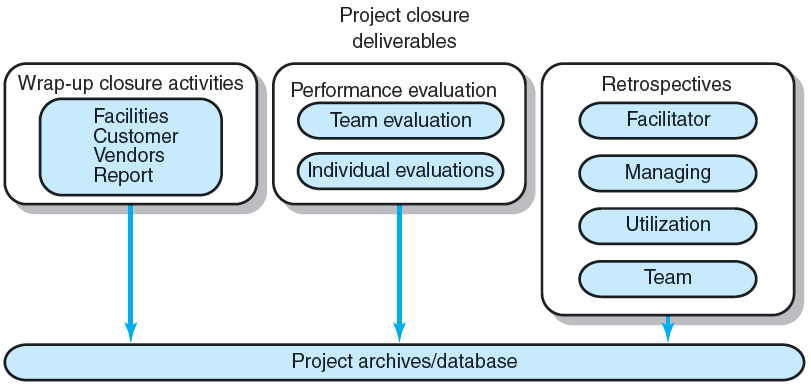 Project closure
deliverables
Wrap-up closure activities
Facilities
Customer
Vendors
Report
Performance evaluation
Team evaluation
Individual evaluations
Retrospectives
Facilitator
Managing
Utilization
Team
Project archives/database